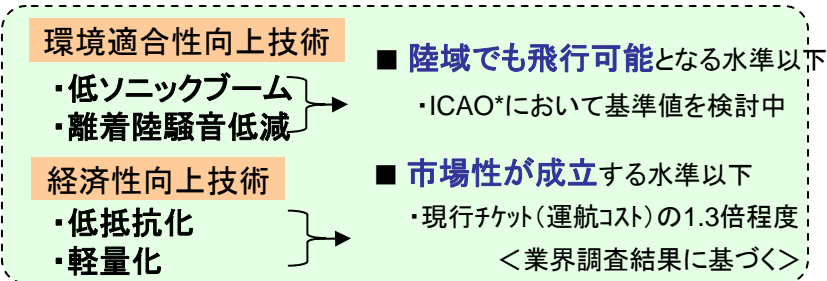 環境適合性向上技術
・低ソニックブーム
・離着陸騒音低減
■ 陸域でも飛行可能となる水準以下
・ICAO*において基準値を検討中
経済性向上技術
・低抵抗化
・軽量化
■ 市場性が成立する水準以下
・現行チケット(運航コスト)の1.3倍程度
＜業界調査結果に基づく＞